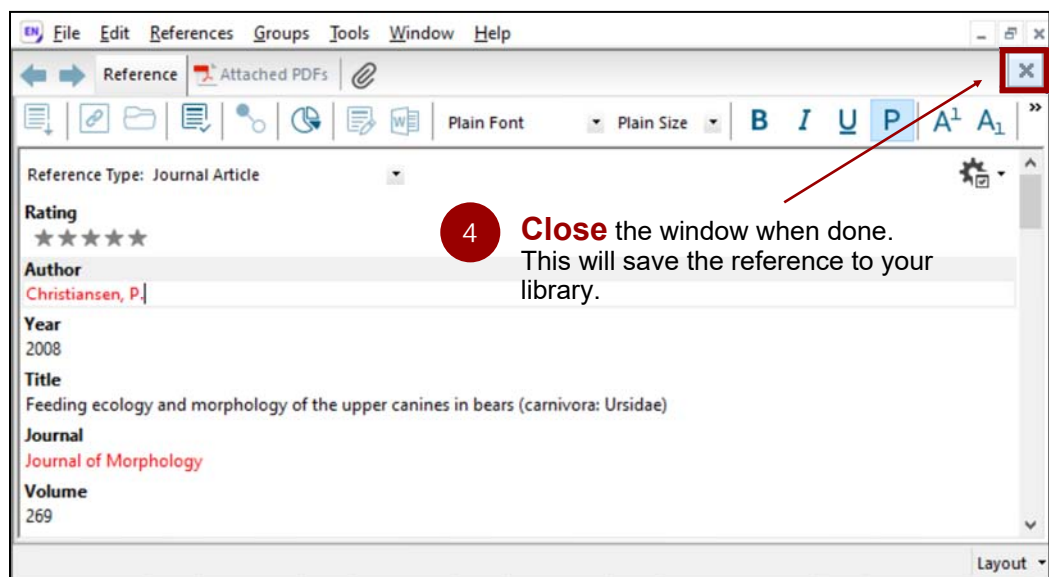 EN File Edit References Groups Tools Window Help
Reference Attached PDFs
Plain Font Plain Size B I U P A1 A1 »
Reference Type: Journal Article
Rating
4 Close the window when done.
This will save the reference to your
library.
Author
Christiansen, P.
Year
2008
Title
Feeding ecology and morphology of the upper canines in bears (carnivora: Ursidae)
Journal
Journal of Morphology
Volume
269
Layout